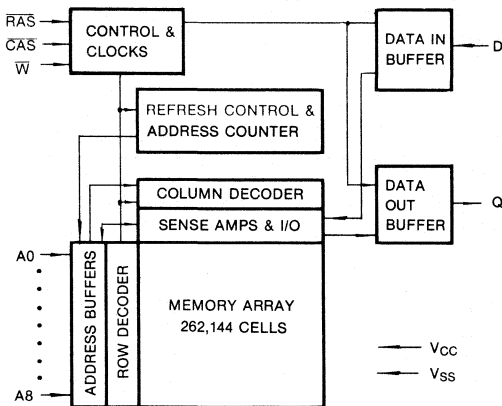 RAS
CAS
W
CONTROL &
CLOCKS
DATA IN
BUFFER
D
REFRESH CONTROL &
ADDRESS COUNTER
COLUMN DECODER
SENSE AMPS & I/O
DATA
OUT
BUFFER
Q
A0
A8
ADDRESS BUFFERS
ROW DECODER
MEMORY ARRAY
262,144 CELLS
VCC
VSS